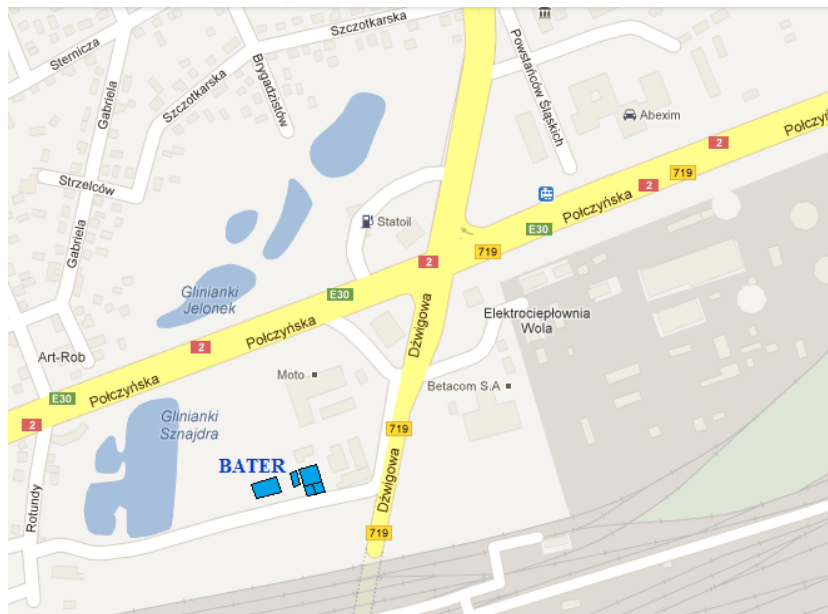 Sternicza
Szczotkarska
Powstańców Śląskich
Gabriela
Szczotkarska
Brygadzistów
Abexim
2
Połczyń
Strzelców
2
719
Połczyńska
Gabriela
Statoil
E30
719
2
Glinianki
Jelonek
E30
Elektrociepłownia
Wola
Połczyńska
Dźwigowa
2
Art-Rob
Moto
Betacom S.A
Połczyńska
E30
2
Glinianki
Sznajdra
719
BATER
Dźwigowa
Rotundy
719